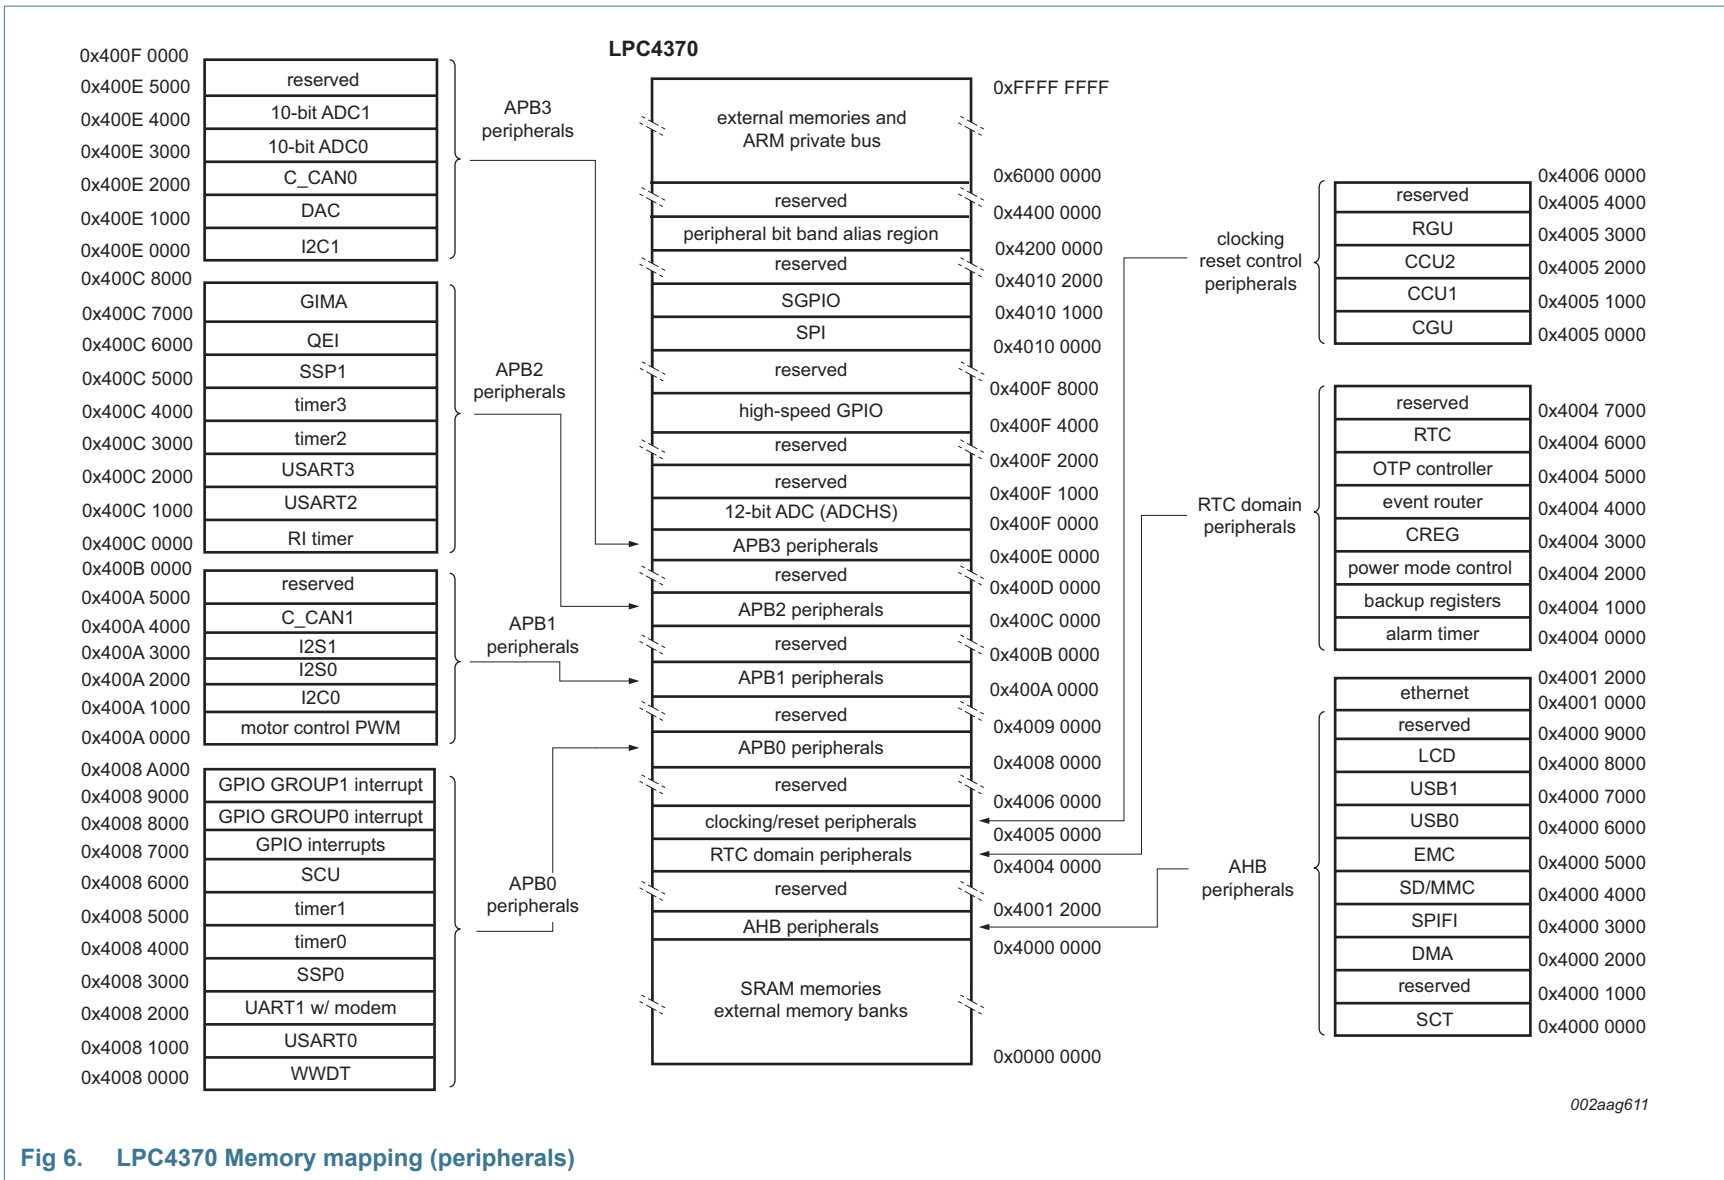 LPC4370
0x400F 0000
reserved
0x400E 5000
10-bit ADC1
0x400E 4000
10-bit ADC0
0x400E 3000
C_CAN0
0x400E 2000
DAC
0x400E 1000
I2C1
0x400E 0000
APB3
peripherals
0x400C 8000
GIMA
0x400C 7000
QEI
0x400C 6000
SSP1
0x400C 5000
timer3
0x400C 4000
timer2
0x400C 3000
USART3
0x400C 2000
USART2
0x400C 1000
RI timer
0x400C 0000
APB2
peripherals
0x400B 0000
reserved
0x400A 5000
C_CAN1
0x400A 4000
I2S1
0x400A 3000
I2S0
0x400A 2000
I2C0
0x400A 1000
motor control PWM
0x400A 0000
APB1
peripherals
0x4008 A000
GPIO GROUP1 interrupt
0x4008 9000
GPIO GROUP0 interrupt
0x4008 8000
GPIO interrupts
0x4008 7000
SCU
0x4008 6000
timer1
0x4008 5000
timer0
0x4008 4000
SSP0
0x4008 3000
UART1 w/ modem
0x4008 2000
USART0
0x4008 1000
WWDT
0x4008 0000
APB0
peripherals
0xFFFF FFFF
external memories and
ARM private bus
0x6000 0000
reserved
0x4400 0000
peripheral bit band alias region
0x4200 0000
reserved
0x4010 2000
SGPIO
0x4010 1000
SPI
0x4010 0000
reserved
0x400F 8000
high-speed GPIO
0x400F 4000
reserved
0x400F 2000
reserved
0x400F 1000
12-bit ADC (ADCHS)
0x400F 0000
APB3 peripherals
0x400E 0000
reserved
0x400D 0000
APB2 peripherals
0x400C 0000
reserved
0x400B 0000
APB1 peripherals
0x400A 0000
reserved
0x4009 0000
APB0 peripherals
0x4008 0000
reserved
0x4006 0000
clocking/reset peripherals
0x4005 0000
RTC domain peripherals
0x4004 0000
reserved
0x4001 2000
AHB peripherals
0x4000 0000
SRAM memories
external memory banks
0x0000 0000
clocking
reset control
peripherals
0x4006 0000
reserved
0x4005 4000
RGU
0x4005 3000
CCU2
0x4005 2000
CCU1
0x4005 1000
CGU
0x4005 0000
RTC domain
peripherals
reserved
0x4004 7000
RTC
0x4004 6000
OTP controller
0x4004 5000
event router
0x4004 4000
CREG
0x4004 3000
power mode control
0x4004 2000
backup registers
0x4004 1000
alarm timer
0x4004 0000
AHB
peripherals
0x4001 2000
ethernet
0x4001 0000
reserved
0x4000 9000
LCD
0x4000 8000
USB1
0x4000 7000
USB0
0x4000 6000
EMC
0x4000 5000
SD/MMC
0x4000 4000
SPIFI
0x4000 3000
DMA
0x4000 2000
reserved
0x4000 1000
SCT
0x4000 0000
002aag611
Fig 6. LPC4370 Memory mapping (peripherals)